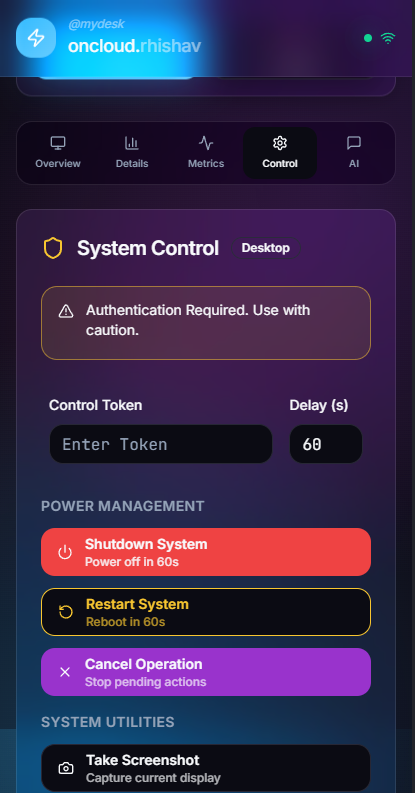 @mydesk
oncloud.rhishav
Overview
Details
Metrics
Control
AI
System Control
Desktop
Authentication Required. Use with
caution.
Control Token
Delay (s)
Enter Token
60
POWER MANAGEMENT
Shutdown System
Power off in 60s
Restart System
Reboot in 60s
Cancel Operation
Stop pending actions
SYSTEM UTILITIES
Take Screenshot
Capture current display